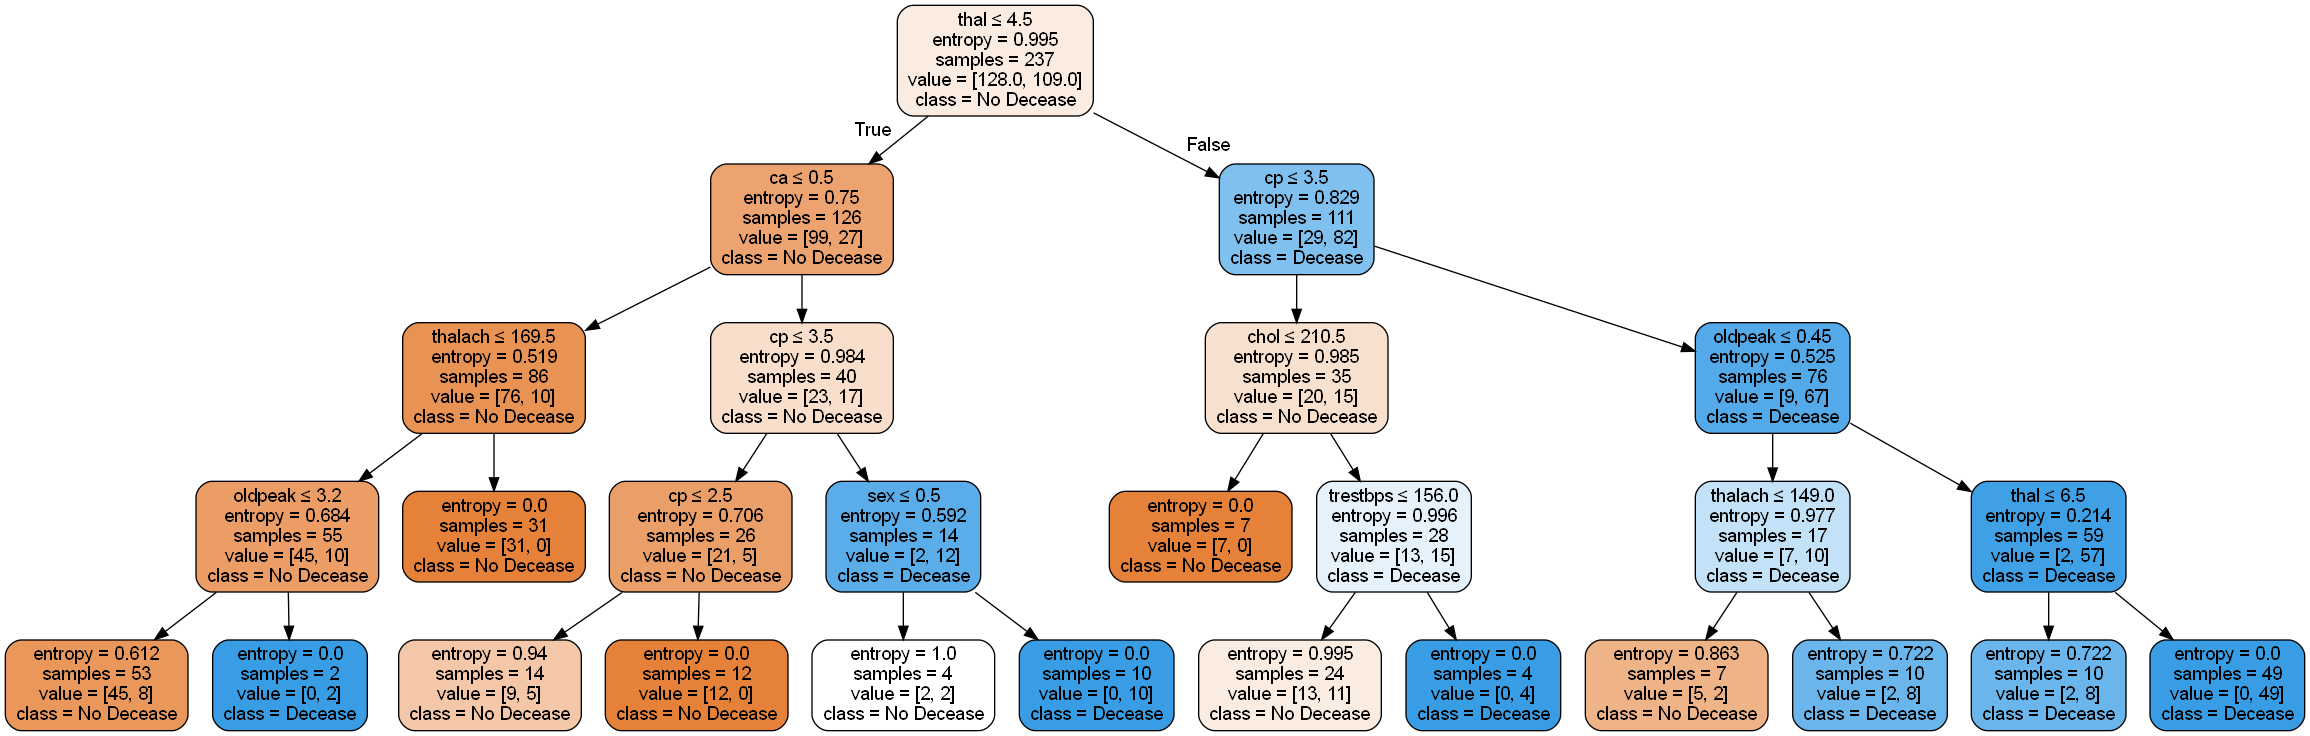 thal ≤ 4.5
entropy = 0.995
samples = 237
value = [128.0, 109.0]
class = No Decease
True
False
ca ≤ 0.5
entropy = 0.75
samples = 126
value = [99, 27]
class = No Decease
cp ≤ 3.5
entropy = 0.829
samples = 111
value = [29, 82]
class = Decease
thalach ≤ 169.5
entropy = 0.519
samples = 86
value = [76, 10]
class = No Decease
cp ≤ 3.5
entropy = 0.984
samples = 40
value = [23, 17]
class = No Decease
chol ≤ 210.5
entropy = 0.985
samples = 35
value = [20, 15]
class = No Decease
oldpeak ≤ 0.45
entropy = 0.525
samples = 76
value = [9, 67]
class = Decease
oldpeak ≤ 3.2
entropy = 0.684
samples = 55
value = [45, 10]
class = No Decease
entropy = 0.0
samples = 31
value = [31, 0]
class = No Decease
cp ≤ 2.5
entropy = 0.706
samples = 26
value = [21, 5]
class = No Decease
sex ≤ 0.5
entropy = 0.592
samples = 14
value = [2, 12]
class = Decease
entropy = 0.0
samples = 7
value = [7, 0]
class = No Decease
trestbps ≤ 156.0
entropy = 0.996
samples = 28
value = [13, 15]
class = Decease
thalach ≤ 149.0
entropy = 0.977
samples = 17
value = [7, 10]
class = Decease
thal ≤ 6.5
entropy = 0.214
samples = 59
value = [2, 57]
class = Decease
entropy = 0.612
samples = 53
value = [45, 8]
class = No Decease
entropy = 0.0
samples = 2
value = [0, 2]
class = Decease
entropy = 0.94
samples = 14
value = [9, 5]
class = No Decease
entropy = 0.0
samples = 12
value = [12, 0]
class = No Decease
entropy = 1.0
samples = 4
value = [2, 2]
class = No Decease
entropy = 0.0
samples = 10
value = [0, 10]
class = Decease
entropy = 0.995
samples = 24
value = [13, 11]
class = No Decease
entropy = 0.0
samples = 4
value = [0, 4]
class = Decease
entropy = 0.863
samples = 7
value = [5, 2]
class = No Decease
entropy = 0.722
samples = 10
value = [2, 8]
class = Decease
entropy = 0.722
samples = 10
value = [2, 8]
class = Decease
entropy = 0.0
samples = 49
value = [0, 49]
class = Decease